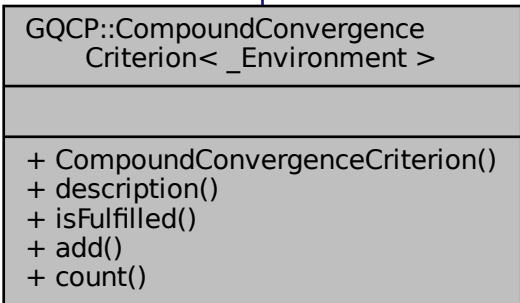 GQCP::CompoundConvergence
Criterion< _Environment >
+ CompoundConvergenceCriterion()
+ description()
+ isFulfilled()
+ add()
+ count()